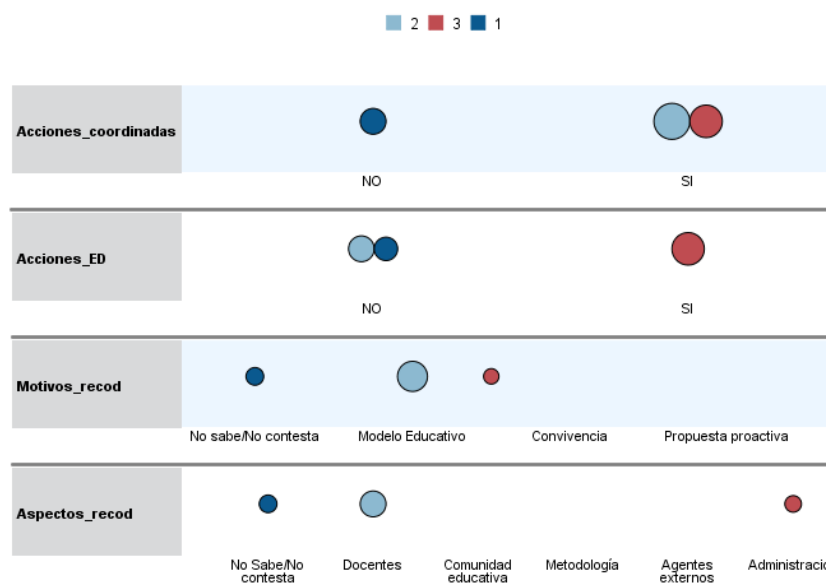 2 3 1
Acciones_coordinadas
NO SI
Acciones_ED
NO SI
Motivos_recod
No sabe/No contesta Modelo Educativo Convivencia Propuesta proactiva
Aspectos_recod
No Sabe/No contesta Docentes Comunidad educativa Metodología Agentes externos Administració